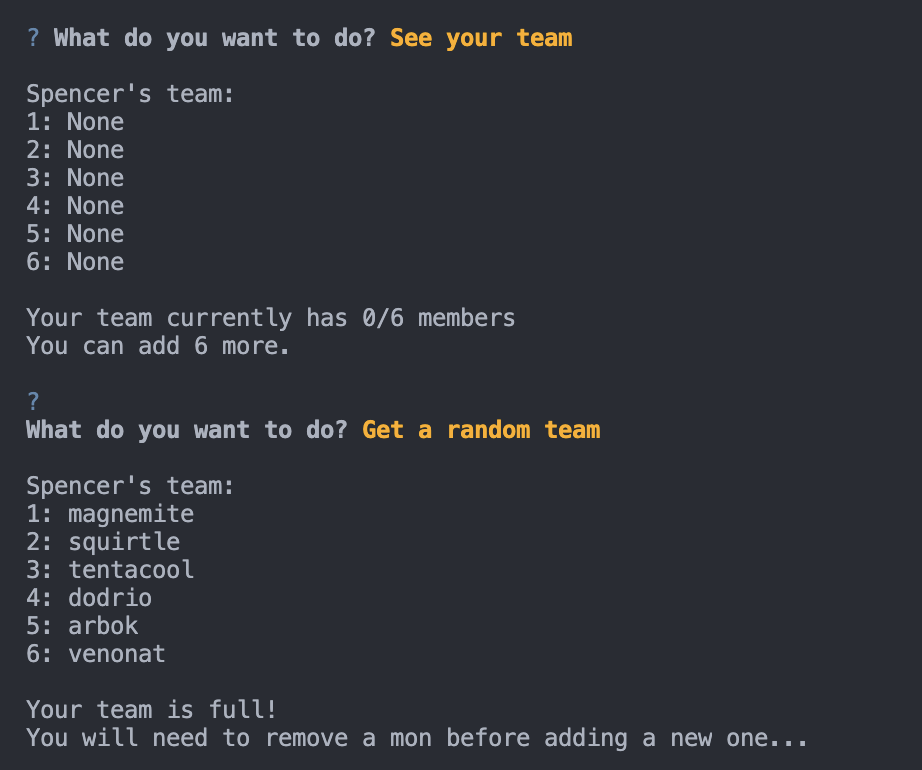 ? What do you want to do? See your team
Spencer's team:
1: None
2: None
3: None
4: None
5: None
6: None
Your team currently has 0/6 members
You can add 6 more.
?
What do you want to do? Get a random team
Spencer's team:
1: magnemite
2: squirtle
3: tentacool
4: dodrio
5: arbok
6: venonat
Your team is full!
You will need to remove a mon before adding a new one...